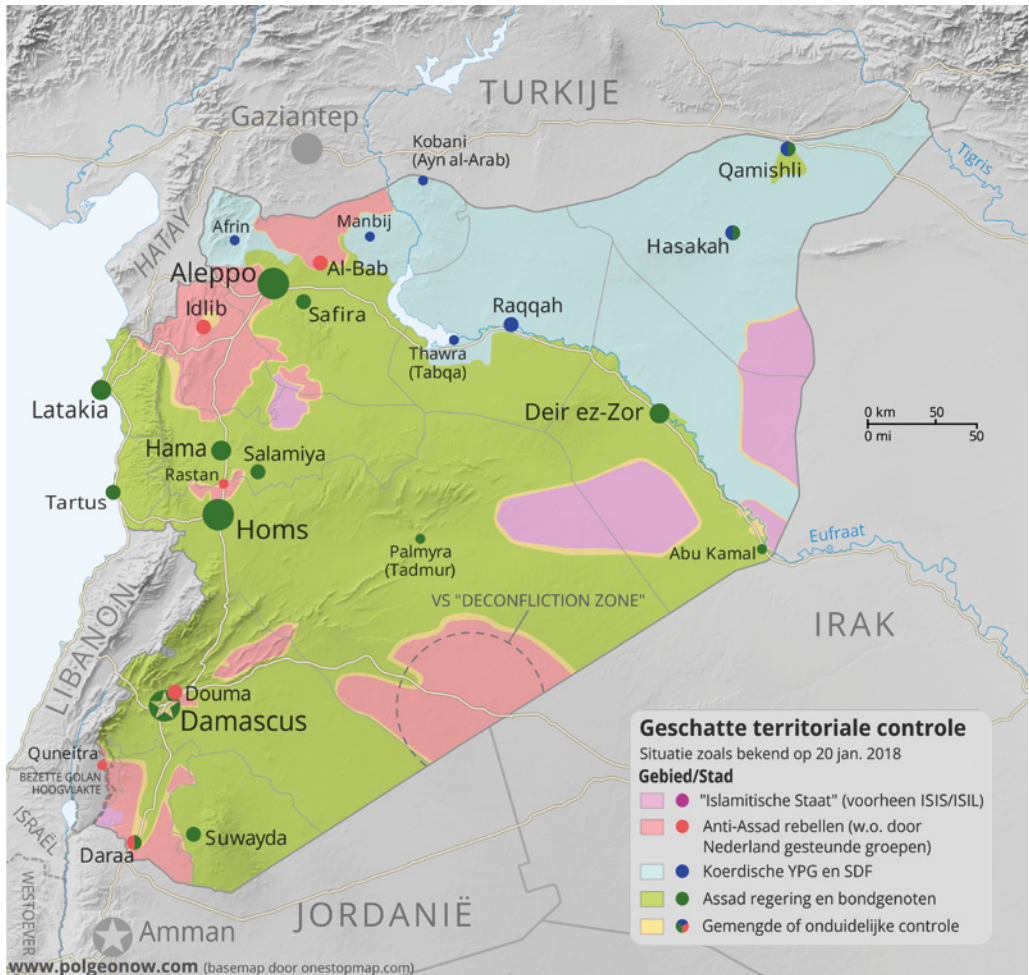 TURKIJE
Gaziantep
Kobani
(Ayn al-Arab)
Tigris
Qamishli
HATAY
Afrin
Manbij
Hasakah
Aleppo
Al-Bab
Idlib
Safira
Raqqah
Thawra
(Tabqa)
Latakia
Deir ez-Zor
0 km 50
0 mi 50
Hama
Salamiya
Rastan
Tartus
Homs
Palmyra
(Tadmur)
Abu Kamal
Eufraat
VS "DECONFLICTION ZONE"
IRAK
LIBANON
Douma
Damascus
Quneitra
BEZETTE GOLAN
HOOGVLAKTE
ISRAËL
Daraa
Suwayda
WESTOEVER
JORDANIË
Amman
Geschatte territoriale controle
Situatie zoals bekend op 20 jan. 2018
Gebied/Stad
"Islamitische Staat" (voorheen ISIS/ISIL)
Anti-Assad rebellen (w.o. door
Nederland gesteunde groepen)
Koerdische YPG en SDF
Assad regering en bondgenoten
Gemengde of onduidelijke controle
www.polgeonow.com (basemap door onestopmap.com)